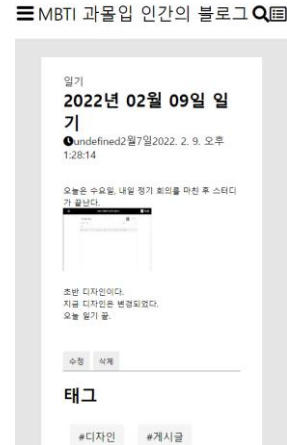 MBTI 과몰입 인간의 블로그
일기
2022년 02월 09일 일
기
undefined2월7일2022. 2. 9. 오후
1:28:14
오늘은 수요일, 내일 정기 회의를 마친 후 스터디
가 끝난다.
초반 디자인이다.
지금 디자인은 변경되었다.
오늘 일기 끝.
수정 삭제
태그
#디자인 #게시글